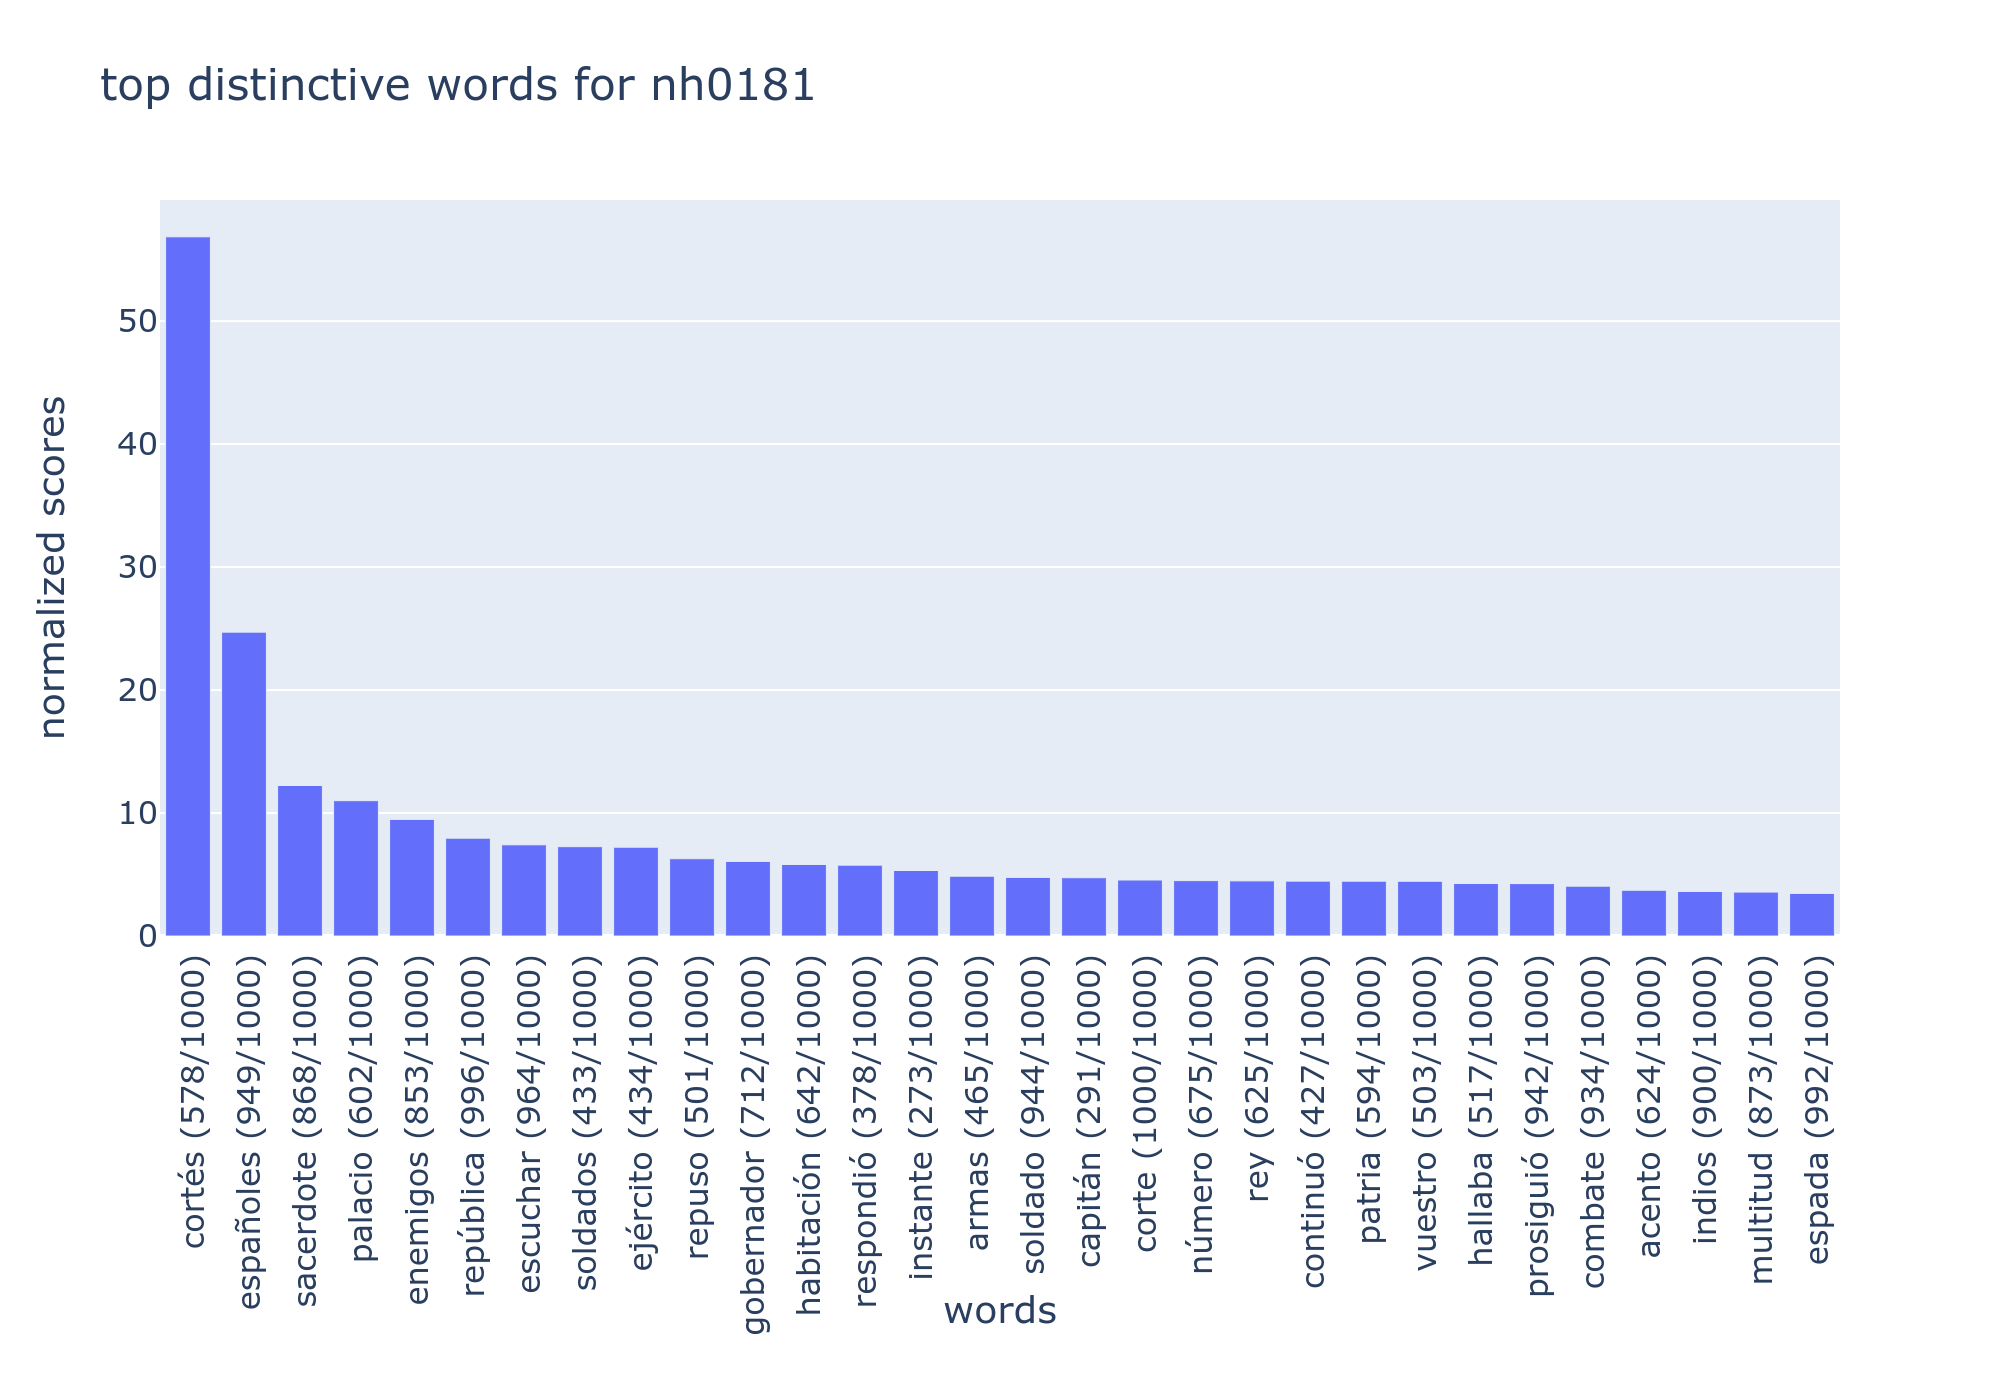 top distinctive words for nh0181
normalized scores
50
40
30
20
10
0
cortés (578/1000)
españoles (949/1000)
sacerdote (868/1000)
palacio (602/1000)
enemigos (853/1000)
república (996/1000)
escuchar (964/1000)
soldados (433/1000)
ejército (434/1000)
repuso (501/1000)
gobernador (712/1000)
habitación (642/1000)
respondió (378/1000)
instante (273/1000)
armas (465/1000)
soldado (944/1000)
capitán (291/1000)
corte (1000/1000)
número (675/1000)
rey (625/1000)
continuó (427/1000)
patria (594/1000)
vuestro (503/1000)
hallaba (517/1000)
prosiguió (942/1000)
combate (934/1000)
acento (624/1000)
indios (900/1000)
multitud (873/1000)
espada (992/1000)
words